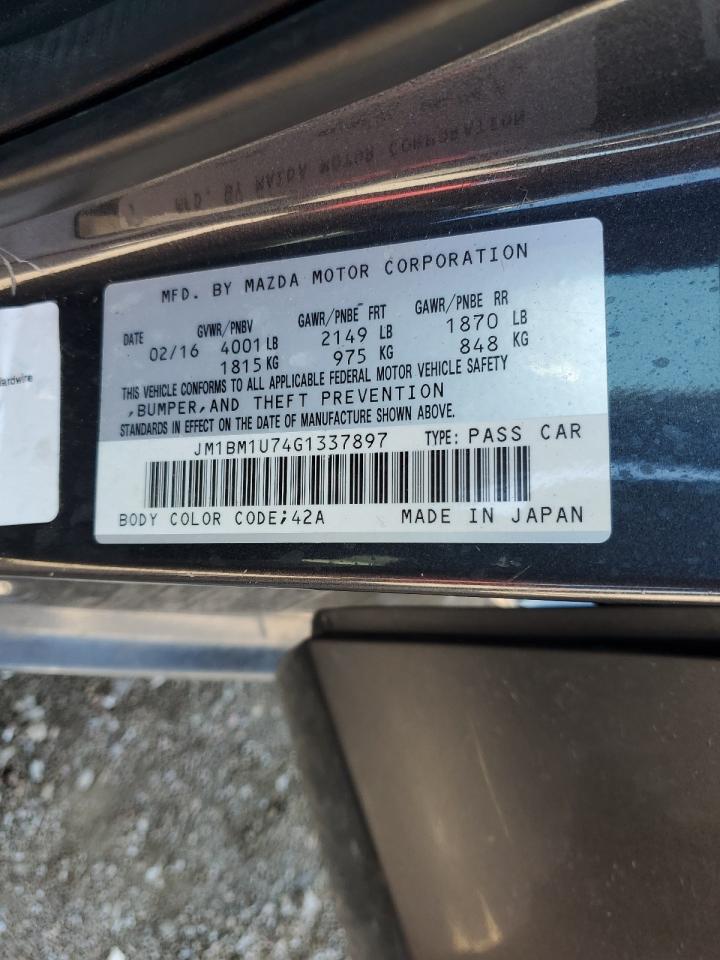 MFD. BY MAZDA MOTOR CORPORATION
DATE GVWR/PNBV GAWR/PNBE FRT GAWR/PNBE RR
02/16 4001 LB 2149 LB 1870 LB
1815 KG 975 KG 848 KG
THIS VEHICLE CONFORMS TO ALL APPLICABLE FEDERAL MOTOR VEHICLE SAFETY
,BUMPER,AND THEFT PREVENTION
STANDARDS IN EFFECT ON THE DATE OF MANUFACTURE SHOWN ABOVE.
JM1BM1U74G1337897 TYPE: PASS CAR
BODY COLOR CODE;42A MADE IN JAPAN